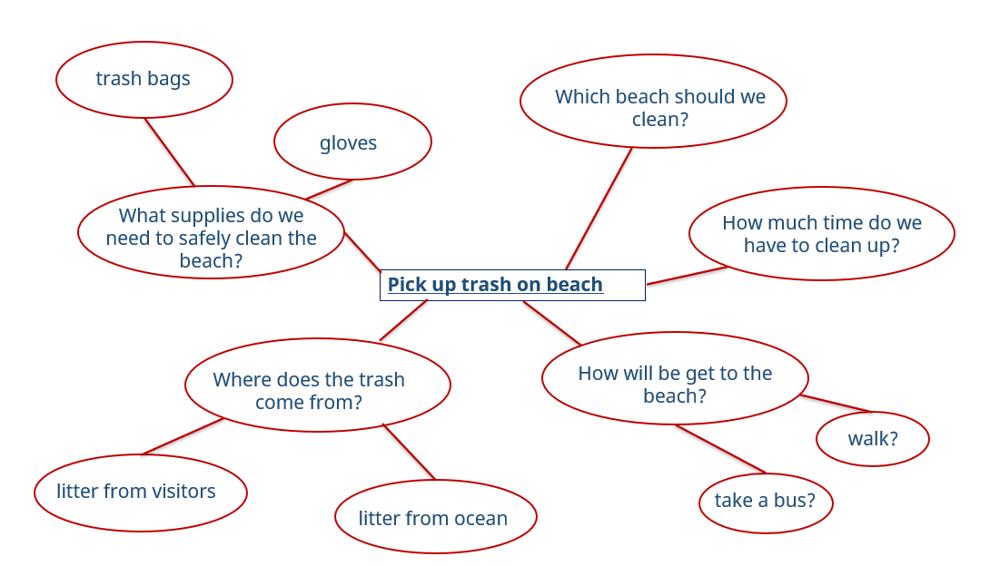 trash bags
gloves
Which beach should we
clean?
What supplies do we
need to safely clean the
beach?
How much time do we
have to clean up?
Pick up trash on beach
Where does the trash
come from?
How will be get to the
beach?
walk?
litter from visitors
litter from ocean
take a bus?